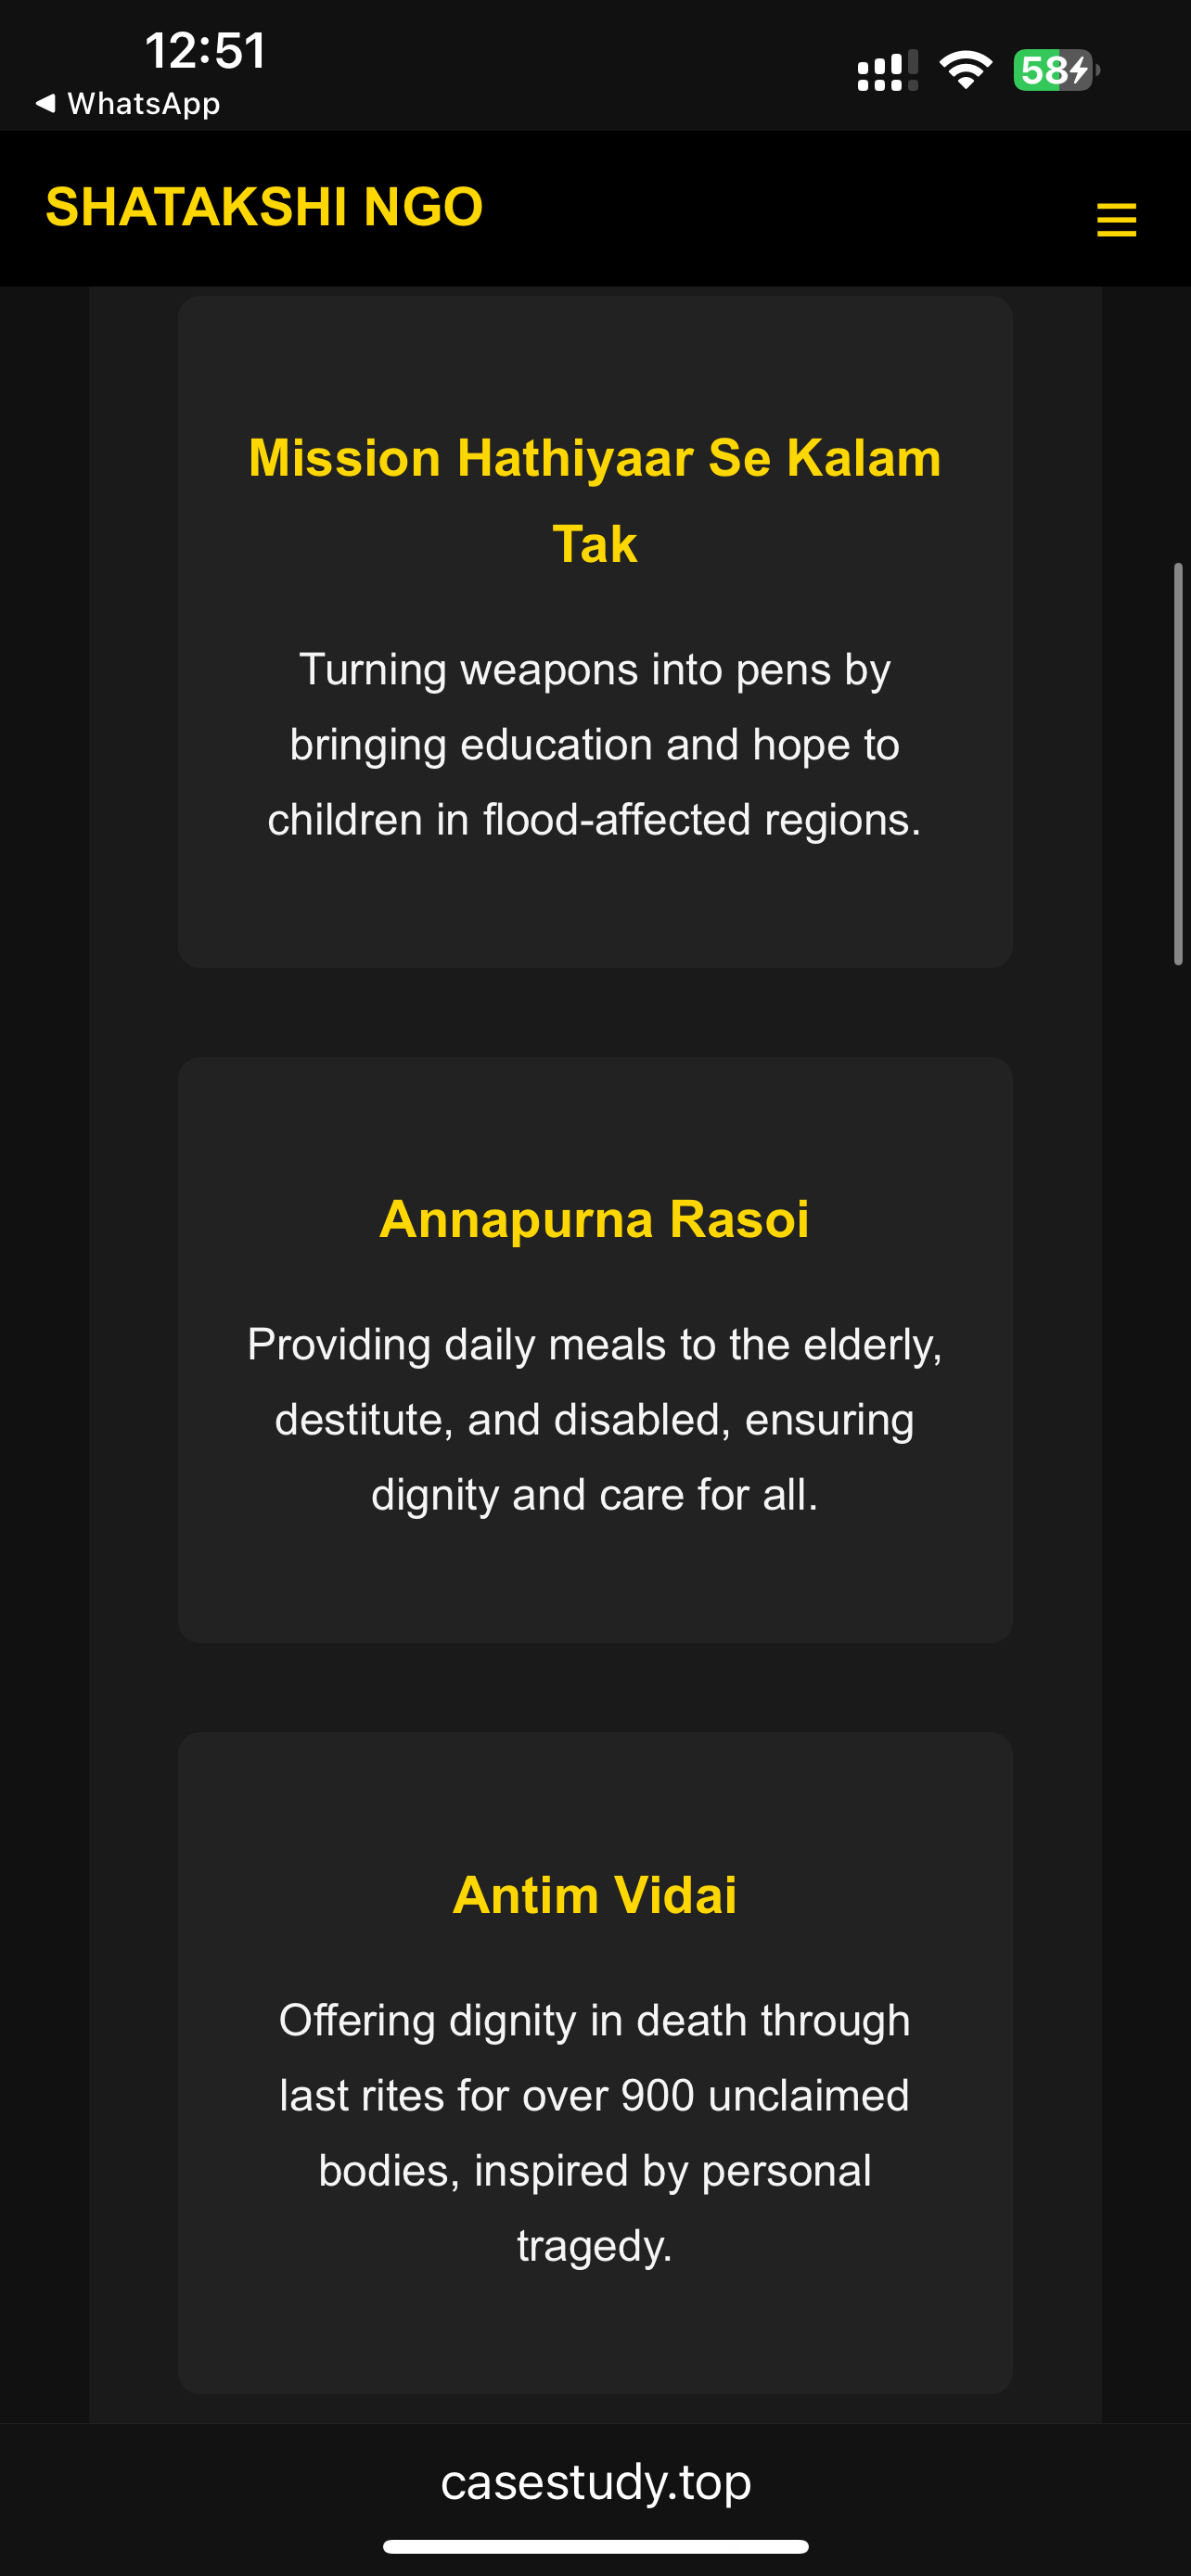 12:51
◀ WhatsApp
58
SHATAKSHI NGO
Mission Hathiyaar Se Kalam
Tak
Turning weapons into pens by
bringing education and hope to
children in flood-affected regions.
Annapurna Rasoi
Providing daily meals to the elderly,
destitute, and disabled, ensuring
dignity and care for all.
Antim Vidai
Offering dignity in death through
last rites for over 900 unclaimed
bodies, inspired by personal
tragedy.
casestudy.top